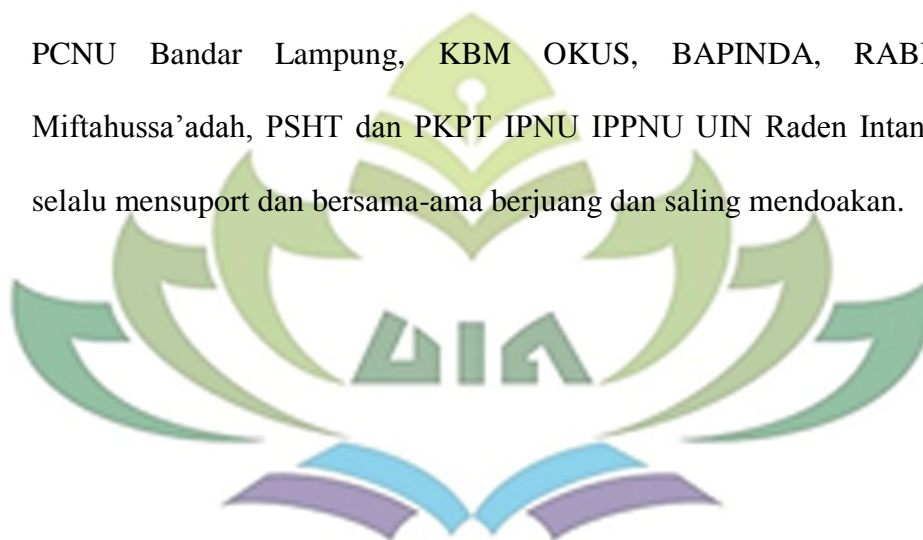 PCNU Bandar Lampung, KBM OKUS, BAPINDA,
Miftahussa’adah, PSHT dan PKPT IPNU IPPNU UIN Raden Intan
selalu mensuport dan bersama-ama berjuang dan saling mendoakan.
UIN